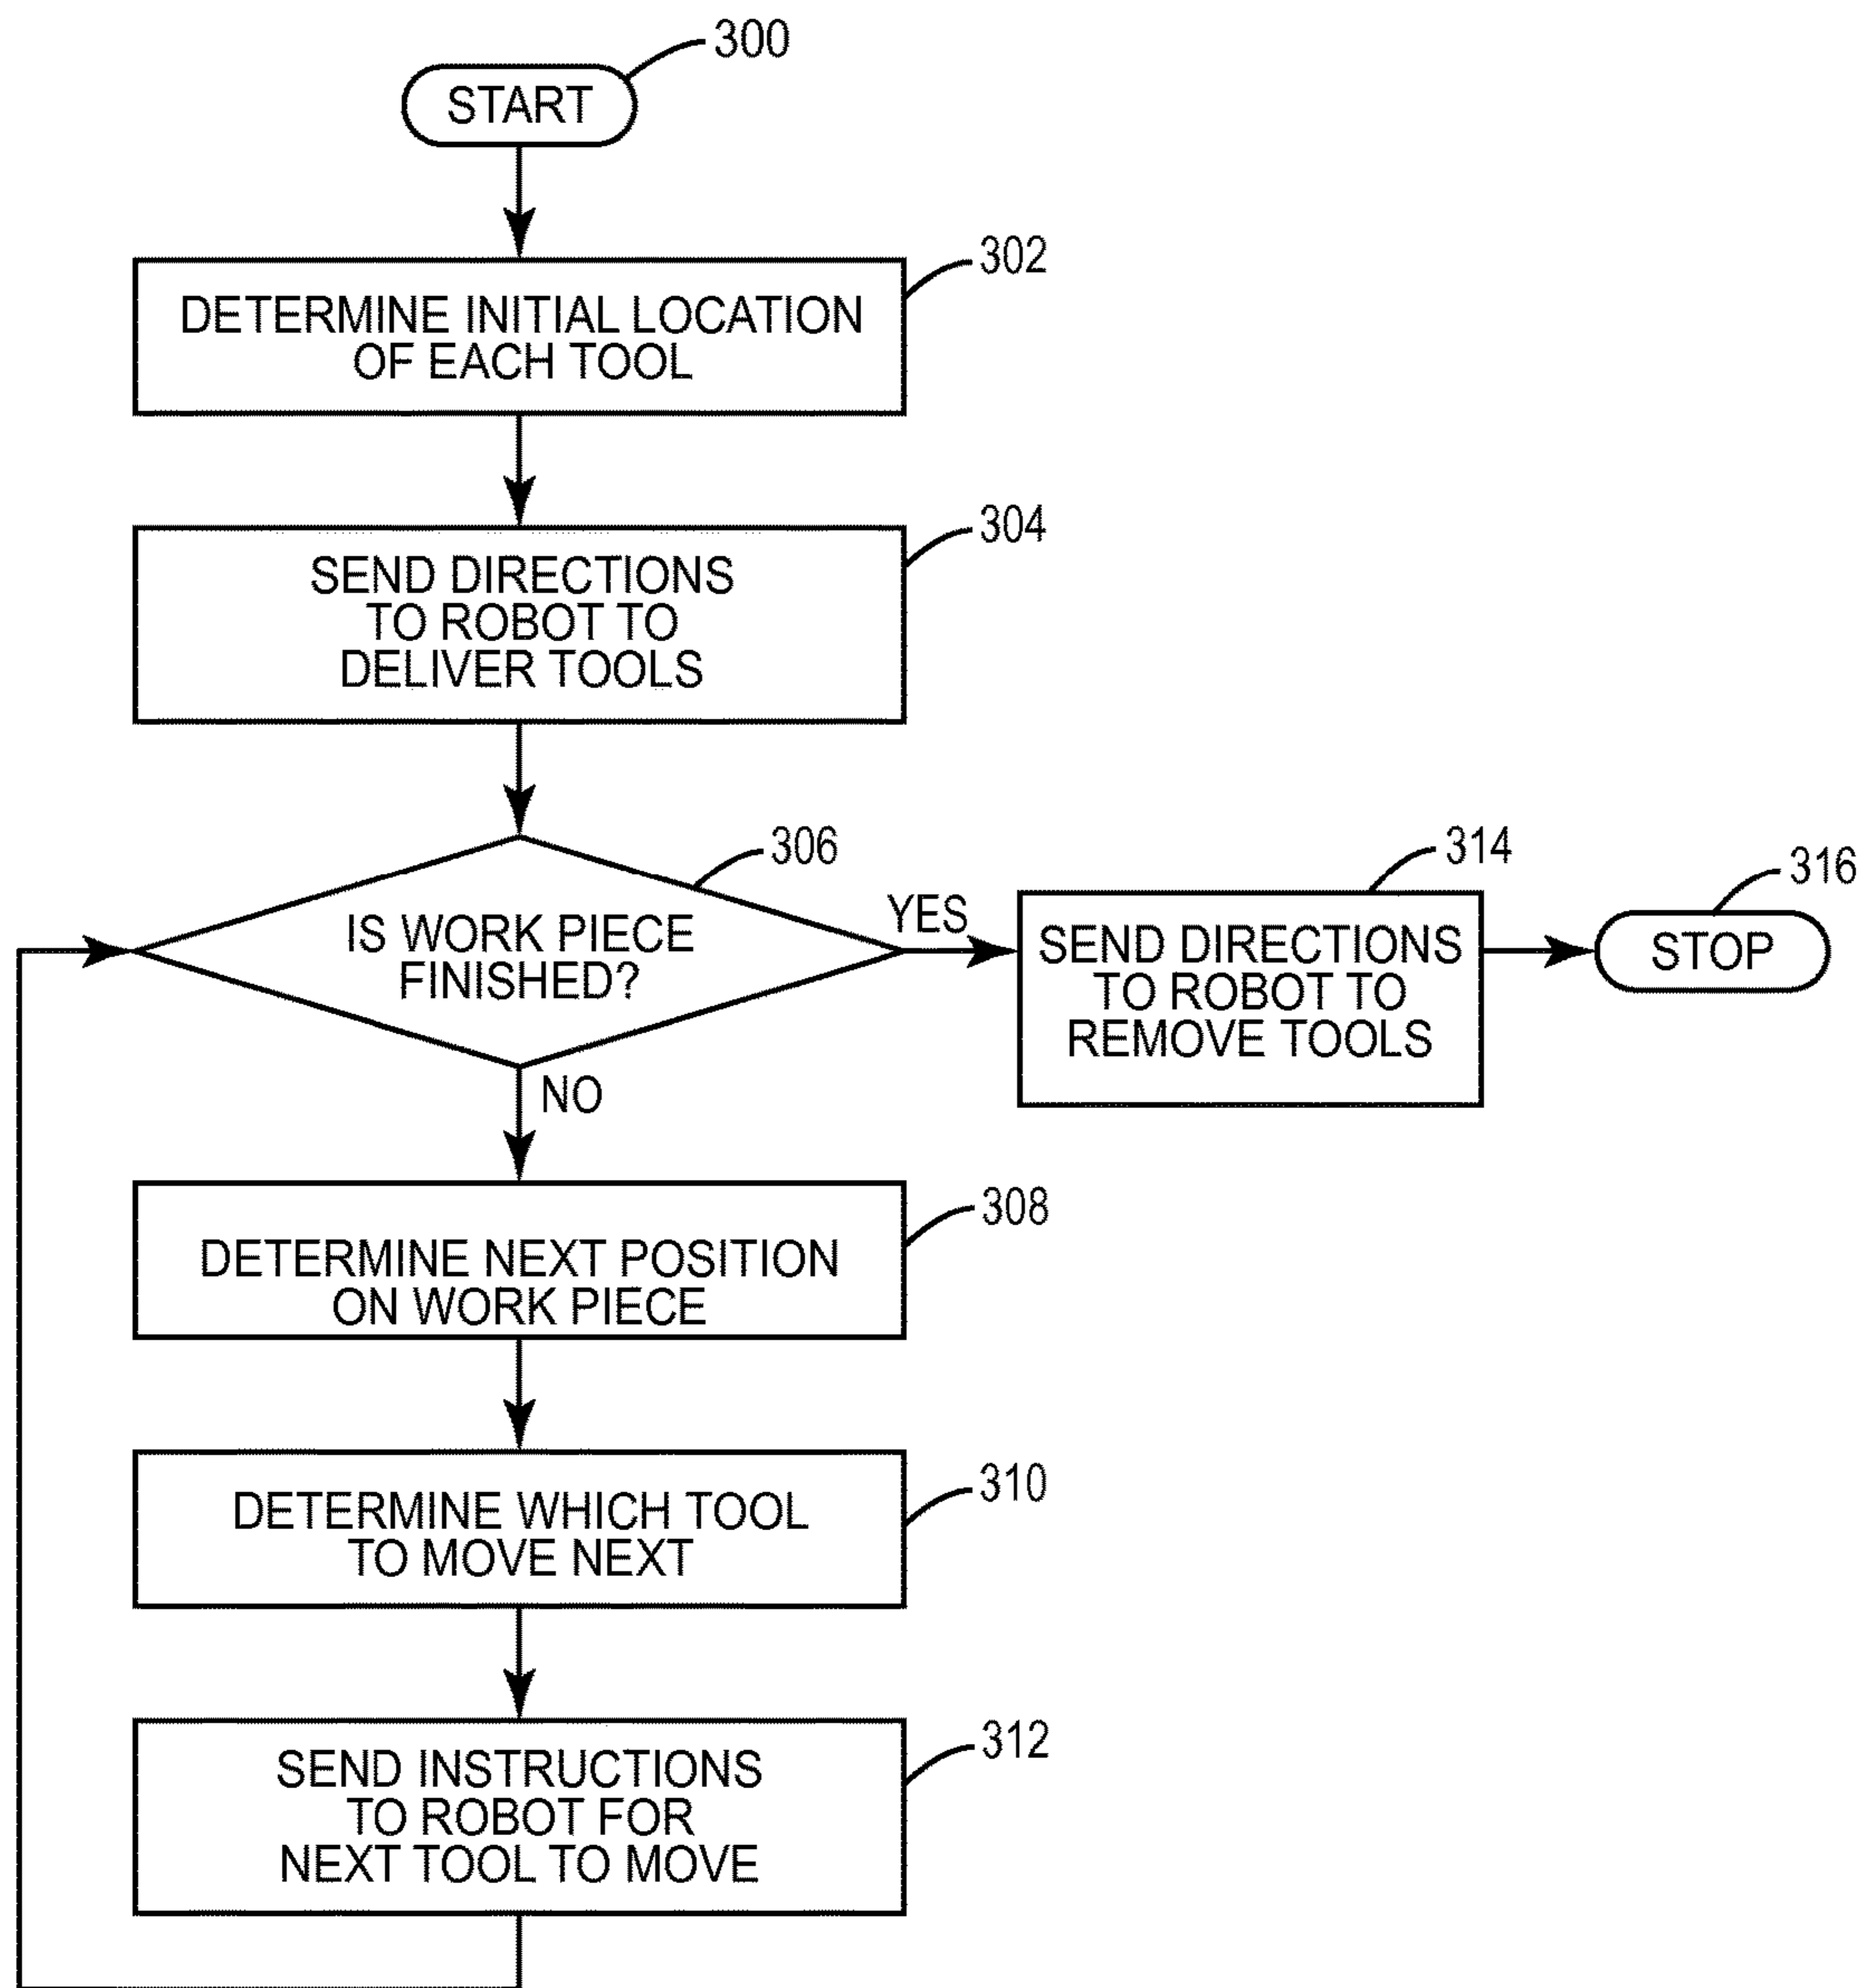 300
START
302
DETERMINE INITIAL LOCATION
OF EACH TOOL
304
SEND DIRECTIONS
TO ROBOT TO
DELIVER TOOLS
306
IS WORK PIECE
FINISHED?
YES
314
SEND DIRECTIONS
TO ROBOT TO
REMOVE TOOLS
316
STOP
NO
308
DETERMINE NEXT POSITION
ON WORK PIECE
310
DETERMINE WHICH TOOL
TO MOVE NEXT
312
SEND INSTRUCTIONS
TO ROBOT FOR
NEXT TOOL TO MOVE